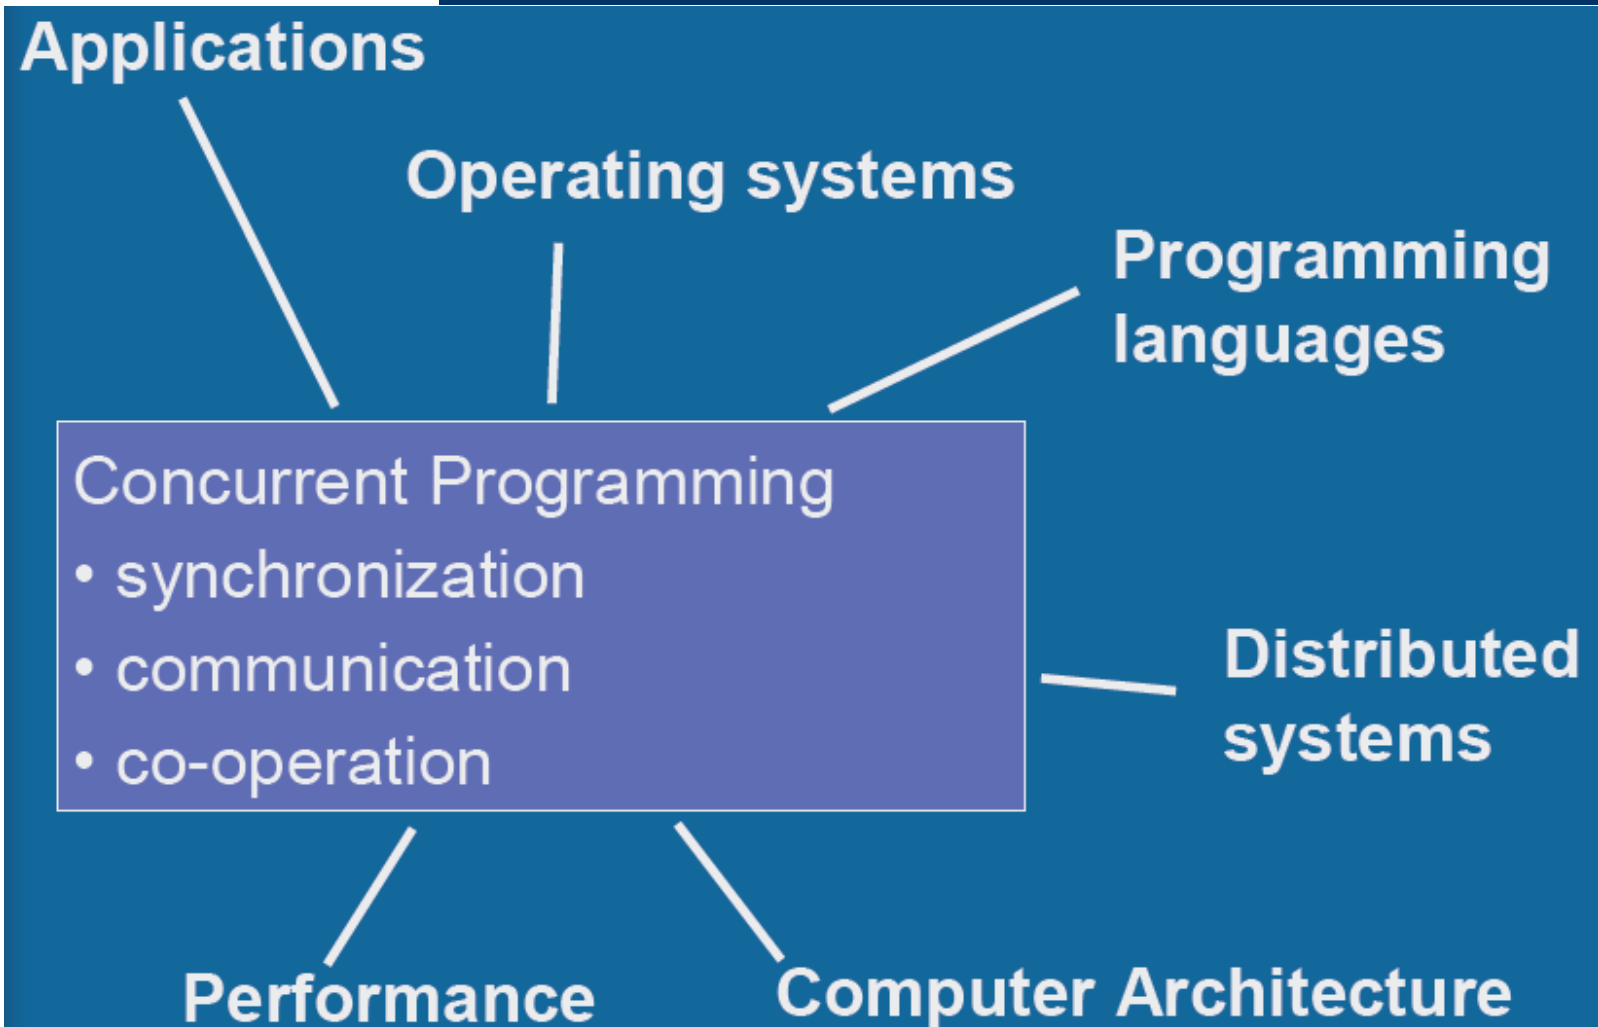 Applications
Operating systems
Programming
languages
Concurrent Programming
• synchronization
• communication
• co-operation
Distributed
systems
Performance
Computer Architecture